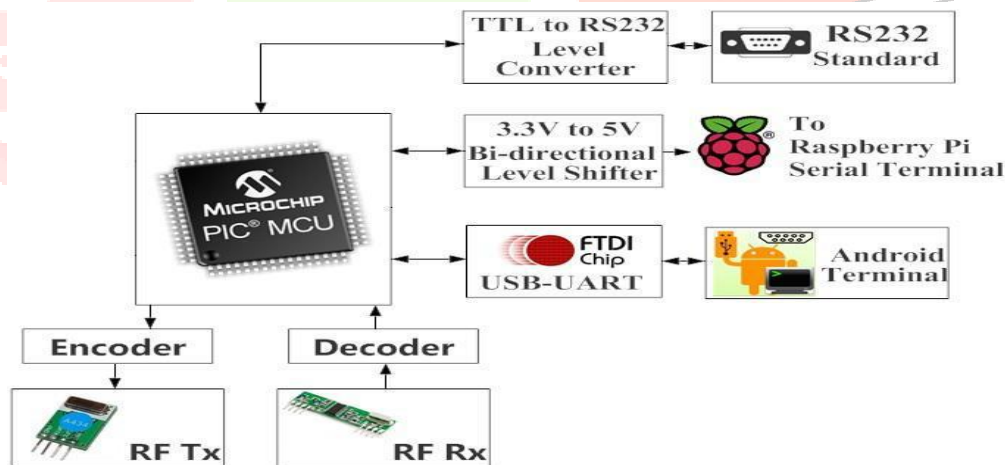 TTL to RS232
Level
Converter
RS232
Standard
3.3V to 5V
Bi-directional
Level Shifter
®
To
Raspberry Pi
Serial Terminal
MICROCHIP
PIC® MCU
FTDI
Chip
USB-UART
>
Android
Terminal
Encoder
Decoder
RF Tx
RF Rx